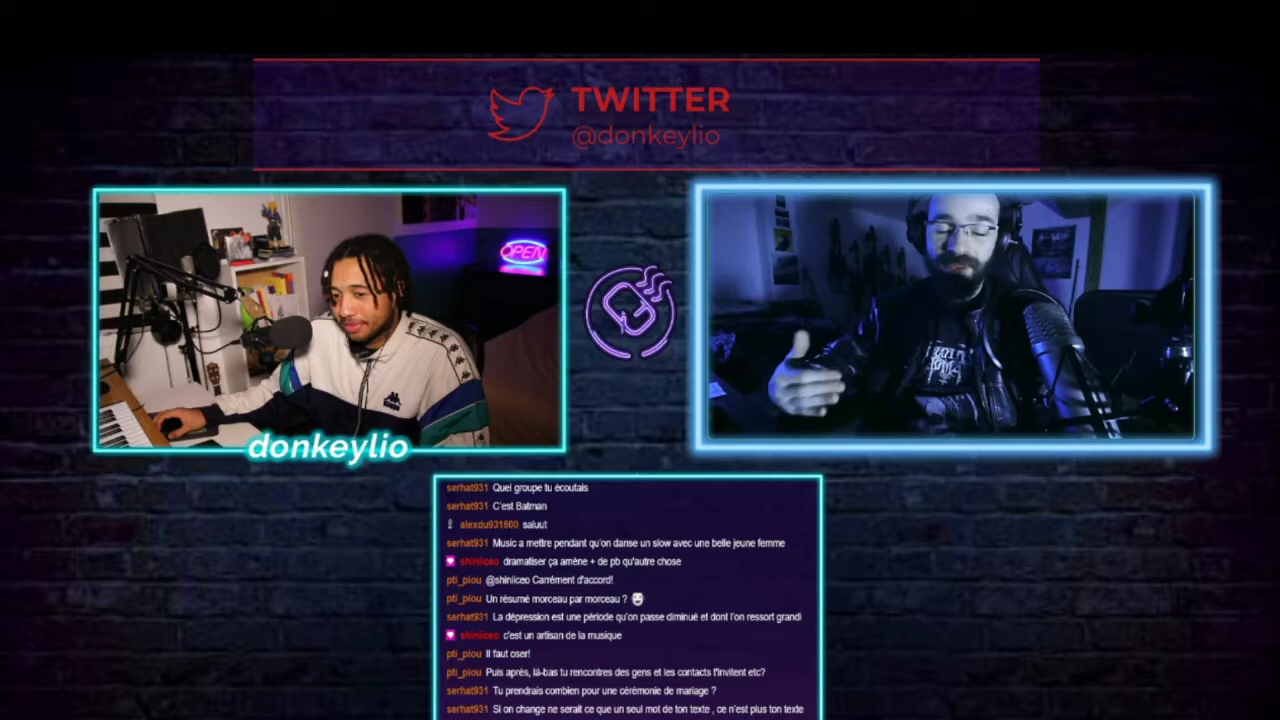 TWITTER
@donkeylio
OPEN
Kappa
donkeylio
serhat931 Quel groupe tu écoutais
serhat931 C'est Batman
alexdu931600 saluut
serhat931 Music a mettre pendant qu'on danse un slow avec une belle jeune femme
shiniiceo dramatiser ça amène + de pb qu'autre chose
pti_piou @shiniiceo Carrément d'accord!
pti_piou Un résumé morceau par morceau ?
serhat931 La dépression est une période qu'on passe diminué et dont l'on ressort grandi
shiniiceo c'est un artisan de la musique
pti_piou Il faut oser!
pti_piou Puis après, là-bas tu rencontres des gens et les contacts t'invitent etc?
serhat931 Tu prendrais combien pour une cérémonie de mariage ?
serhat931 Si on change ne serait ce que un seul mot de ton texte , ce n'est plus ton texte